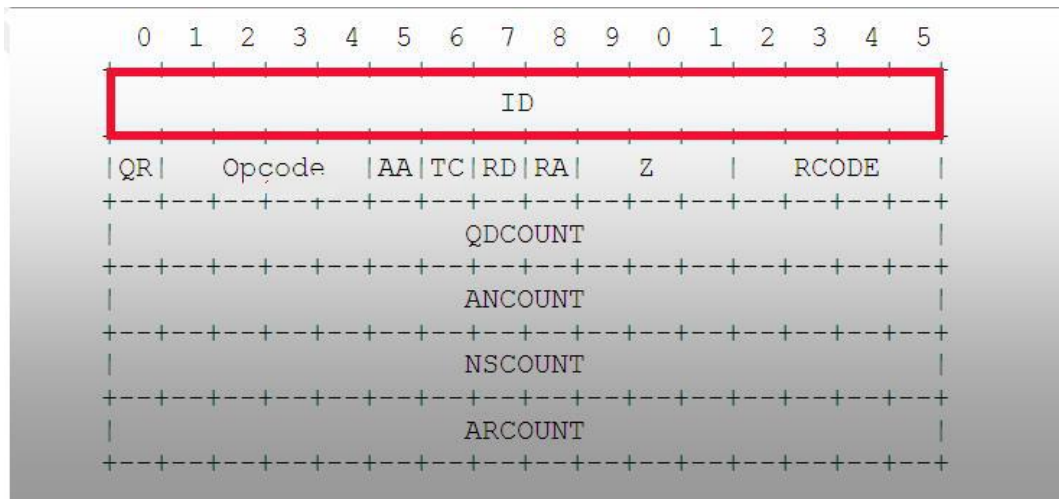 0 1 2 3 4 5 6 7 8 9 0 1 2 3 4 5
ID
|QR| Opcode |AA|TC|RD|RA| Z | RCODE |
+--+--+--+--+--+--+--+--+--+--+--+--+--+--+--+--+
| QDCOUNT |
+--+--+--+--+--+--+--+--+--+--+--+--+--+--+--+--+
| ANCOUNT |
+--+--+--+--+--+--+--+--+--+--+--+--+--+--+--+--+
| NSCOUNT |
+--+--+--+--+--+--+--+--+--+--+--+--+--+--+--+--+
| ARCOUNT |
+--+--+--+--+--+--+--+--+--+--+--+--+--+--+--+--+